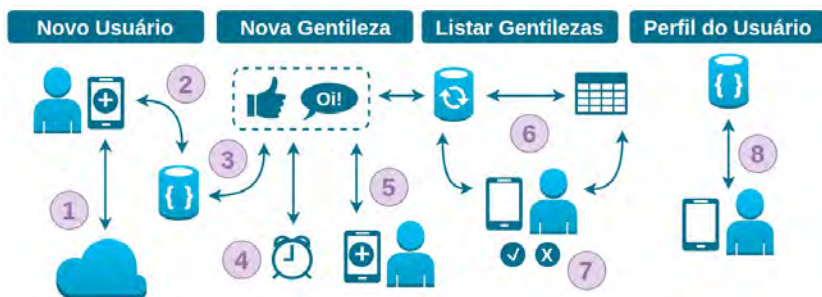 Novo Usuário
Nova Gentileza
Listar Gentilezas
Perfil do Usuário
2
Oi!
{ }
6
3
5
8
{ }
1
4
7